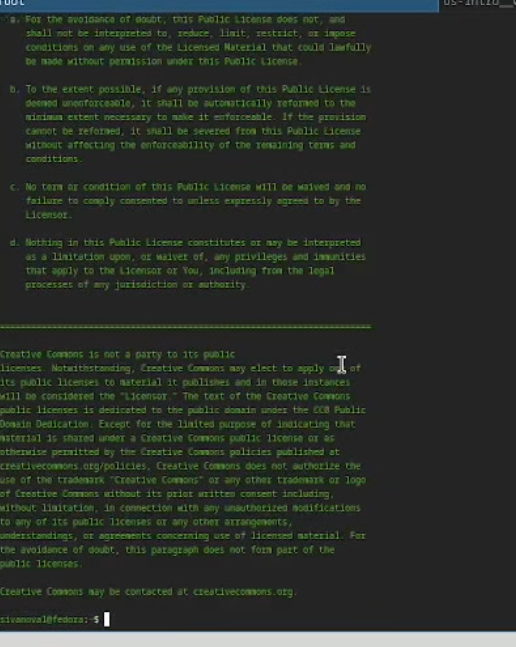 a. For the avoidance of doubt, this Public License does not, and
shall not be interpreted to, reduce, limit, restrict, or impose
conditions on any use of the Licensed Material that could lawfully
be made without permission under this Public License.
b. To the extent possible, if any provision of this Public License is
deemed unenforceable, it shall be automatically reformed to the
minimum extent necessary to make it enforceable. If the provision
cannot be reformed, it shall be severed from this Public License
without affecting the enforceability of the remaining terms and
conditions.
c. No term or condition of this Public License will be waived and no
failure to comply consented to unless expressly agreed to by the
Licensor.
d. Nothing in this Public License constitutes or may be interpreted
as a limitation upon, or waiver of, any privileges and immunities
that apply to the Licensor or You, including from the legal
processes of any jurisdiction or authority.
=======================================================================
Creative Commons is not a party to its public
licenses. Notwithstanding, Creative Commons may elect to apply one of
its public licenses to material it publishes and in those instances
will be considered the "Licensor." The text of the Creative Commons
public licenses is dedicated to the public domain under the CC0 Public
Domain Dedication. Except for the limited purpose of indicating that
material is shared under a Creative Commons public license or as
otherwise permitted by the Creative Commons policies published at
creativecommons.org/policies, Creative Commons does not authorize the
use of the trademark "Creative Commons" or any other trademark or logo
of Creative Commons without its prior written consent including,
without limitation, in connection with any unauthorized modifications
to any of its public licenses or any other arrangements,
understandings, or agreements concerning use of licensed material. For
the avoidance of doubt, this paragraph does not form part of the
public licenses.
Creative Commons may be contacted at creativecommons.org.
sivanoval@fedora:~$